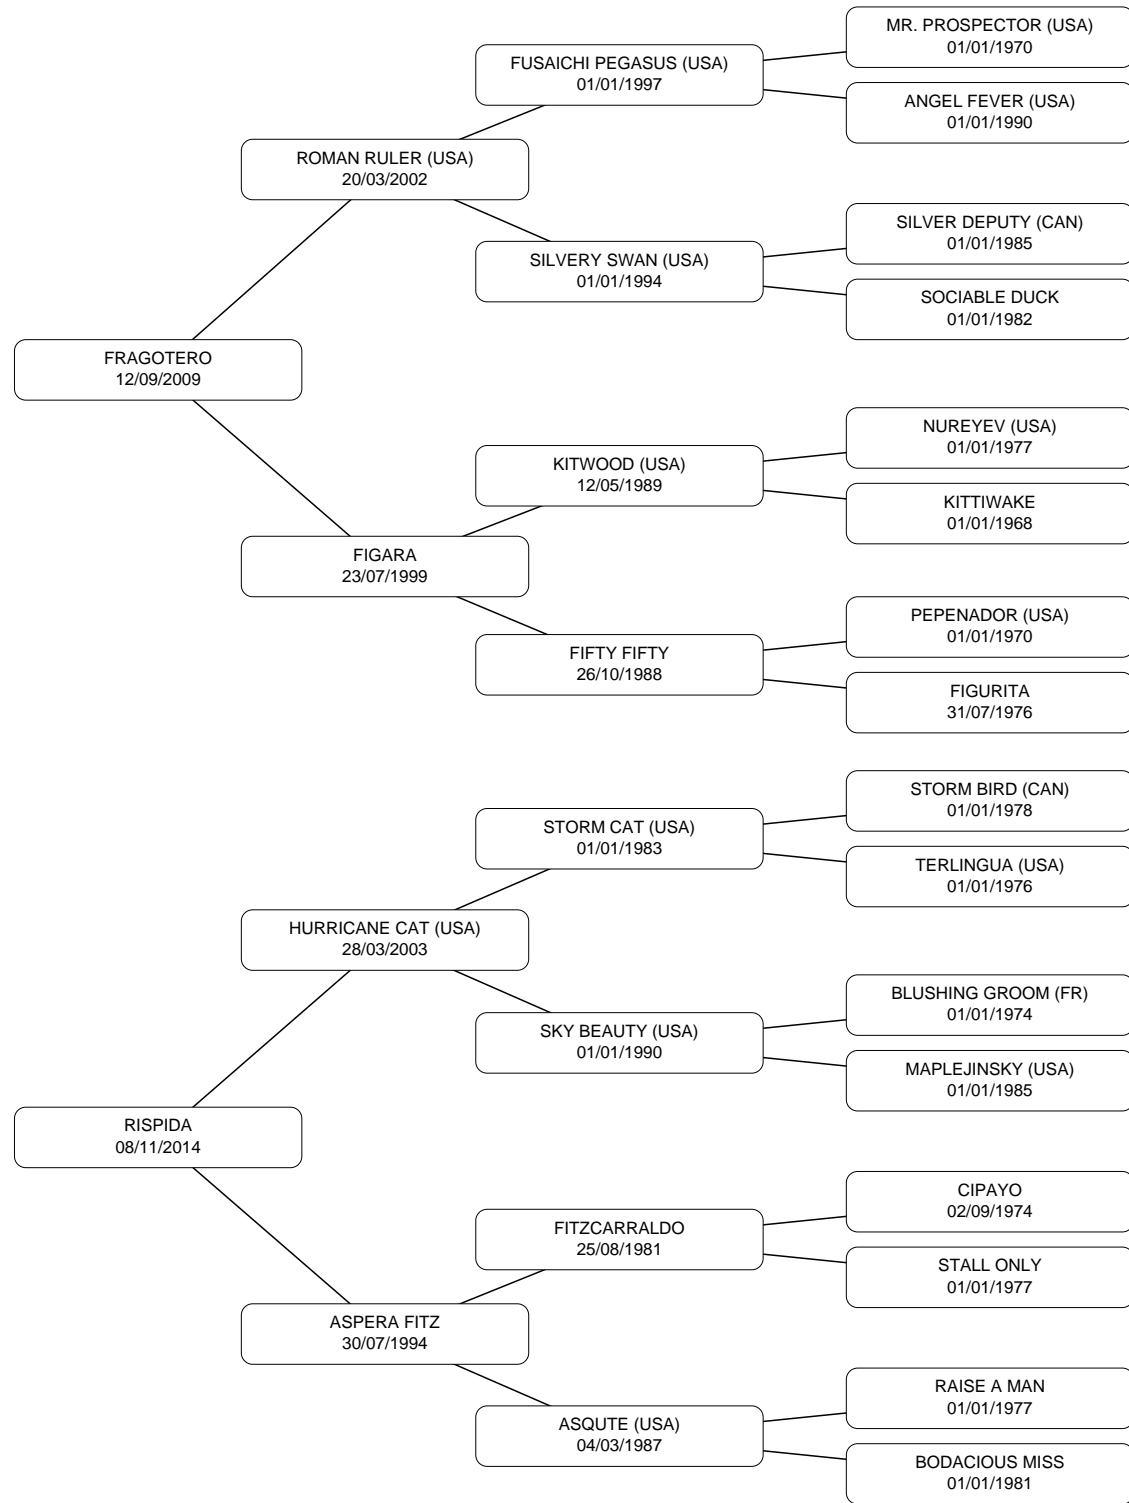 MR. PROSPECTOR (USA)
01/01/1970
FUSAICHI PEGASUS (USA)
01/01/1997
ANGEL FEVER (USA)
01/01/1990
ROMAN RULER (USA)
20/03/2002
SILVER DEPUTY (CAN)
01/01/1985
SILVERY SWAN (USA)
01/01/1994
SOCIABLE DUCK
01/01/1982
FRAGOTERO
12/09/2009
NUREYEV (USA)
01/01/1977
KITWOOD (USA)
12/05/1989
KITTIWAKE
01/01/1968
FIGARA
23/07/1999
PEPENADOR (USA)
01/01/1970
FIFTY FIFTY
26/10/1988
FIGURITA
31/07/1976
STORM BIRD (CAN)
01/01/1978
STORM CAT (USA)
01/01/1983
TERLINGUA (USA)
01/01/1976
HURRICANE CAT (USA)
28/03/2003
BLUSHING GROOM (FR)
01/01/1974
SKY BEAUTY (USA)
01/01/1990
MAPLEJINSKY (USA)
01/01/1985
RISPIDA
08/11/2014
CIPAYO
02/09/1974
FITZCARRALDO
25/08/1981
STALL ONLY
01/01/1977
ASPERA FITZ
30/07/1994
RAISE A MAN
01/01/1977
ASQUTE (USA)
04/03/1987
BODACIOUS MISS
01/01/1981